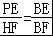 PE/HF = BE/BF